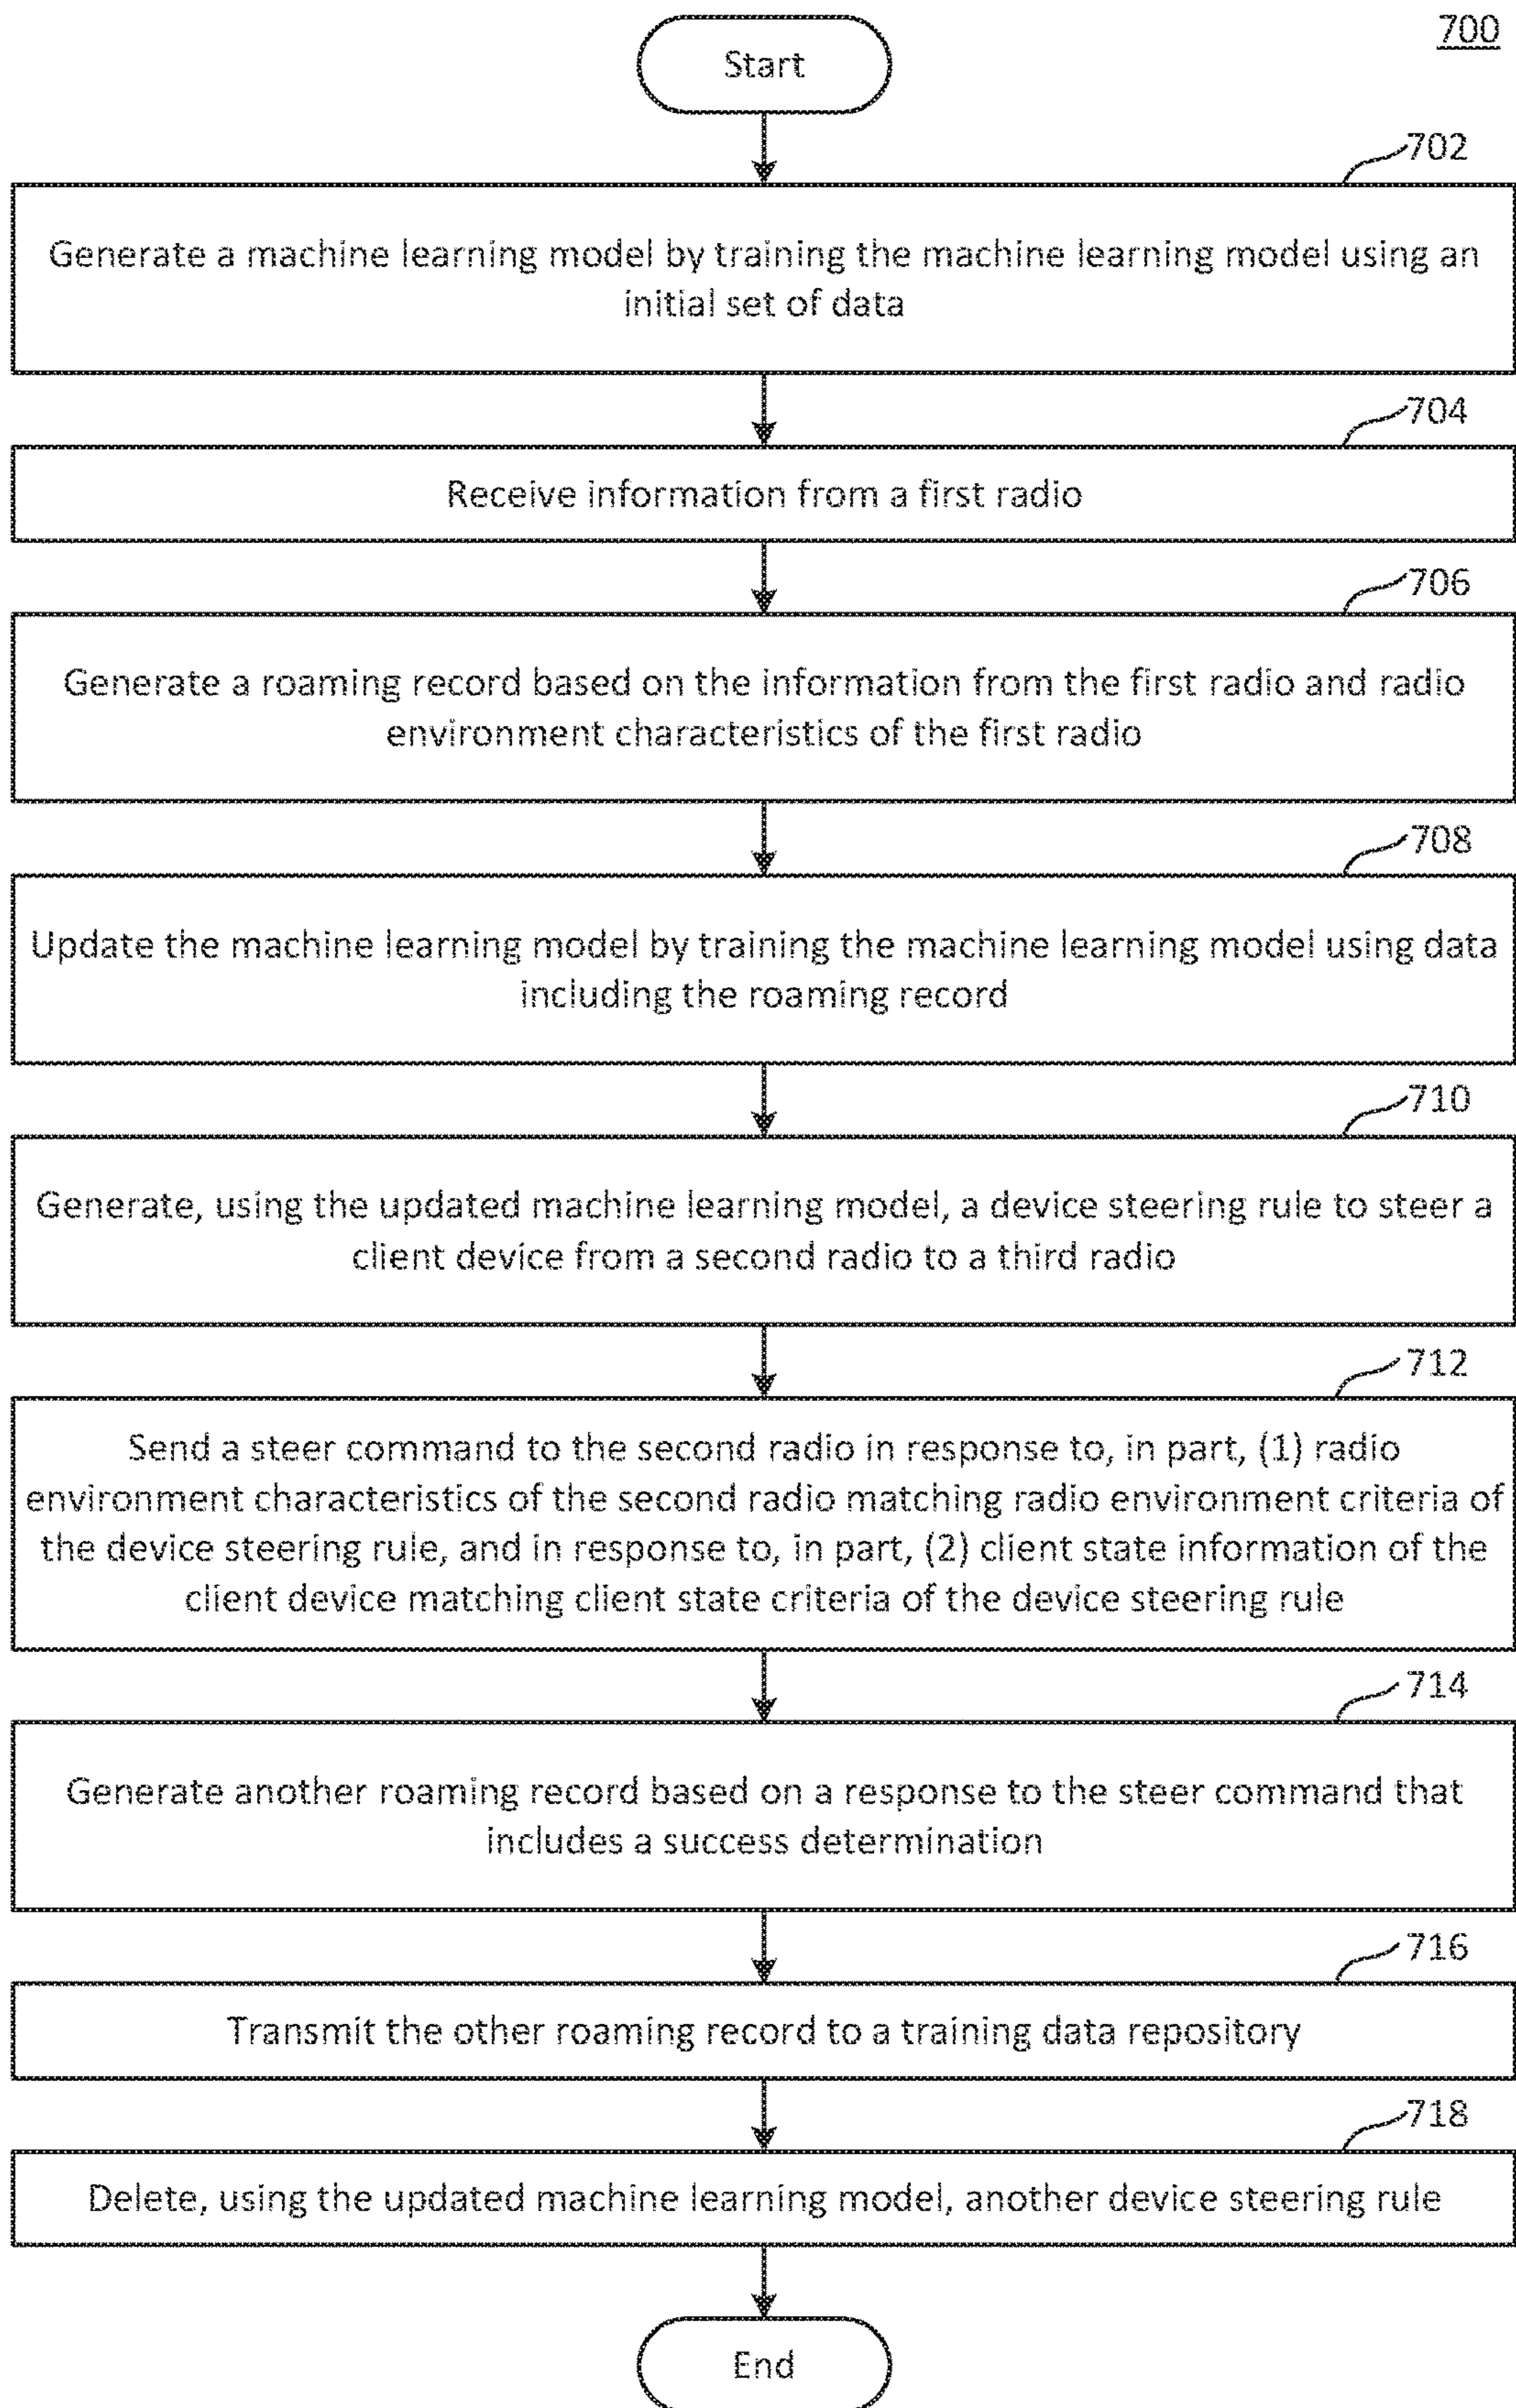 700
Start
702
Generate a machine learning model by training the machine learning model using an
initial set of data
704
Receive information from a first radio
706
Generate a roaming record based on the information from the first radio and radio
environment characteristics of the first radio
708
Update the machine learning model by training the machine learning model using data
including the roaming record
710
Generate, using the updated machine learning model, a device steering rule to steer a
client device from a second radio to a third radio
712
Send a steer command to the second radio in response to, in part, (1) radio
environment characteristics of the second radio matching radio environment criteria of
the device steering rule, and in response to, in part, (2) client state information of the
client device matching client state criteria of the device steering rule
714
Generate another roaming record based on a response to the steer command that
includes a success determination
716
Transmit the other roaming record to a training data repository
718
Delete, using the updated machine learning model, another device steering rule
End